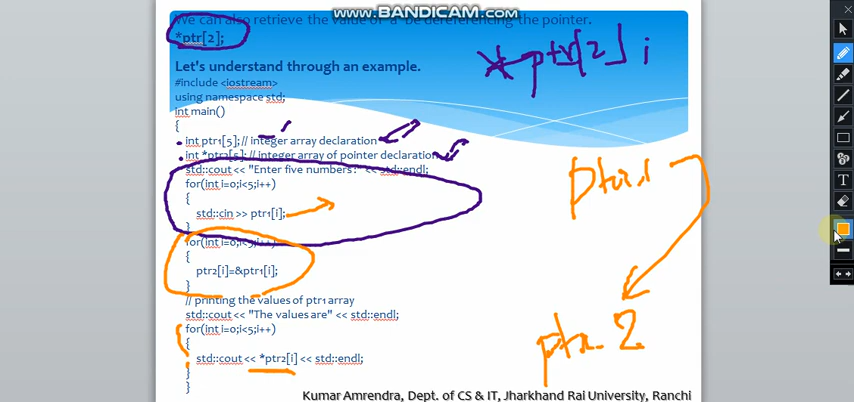 We can also retrieve the value of "a" be dereferencing the pointer.
WWW.BANDICAM.COM
*ptr[2];
*ptr[2] i
Let's understand through an example.
#include <iostream>
using namespace std;
int main()
{
int ptr1[5]; // integer array declaration
int *ptr2[5]; // integer array of pointer declaration
std::cout << "Enter five numbers:" << std::endl;
for(int i=0;i<5;i++)
{
std::cin >> ptr1[i];
}
for(int i=0;i<5;i++)
{
ptr2[i]=&ptr1[i];
}
// printing the values of ptr1 array
std::cout << "The values are" << std::endl;
for(int i=0;i<5;i++)
{
std::cout << *ptr2[i] << std::endl;
}
}
ptr 2
Kumar Amrendra, Dept. of CS & IT, Jharkhand Rai University, Ranchi
T